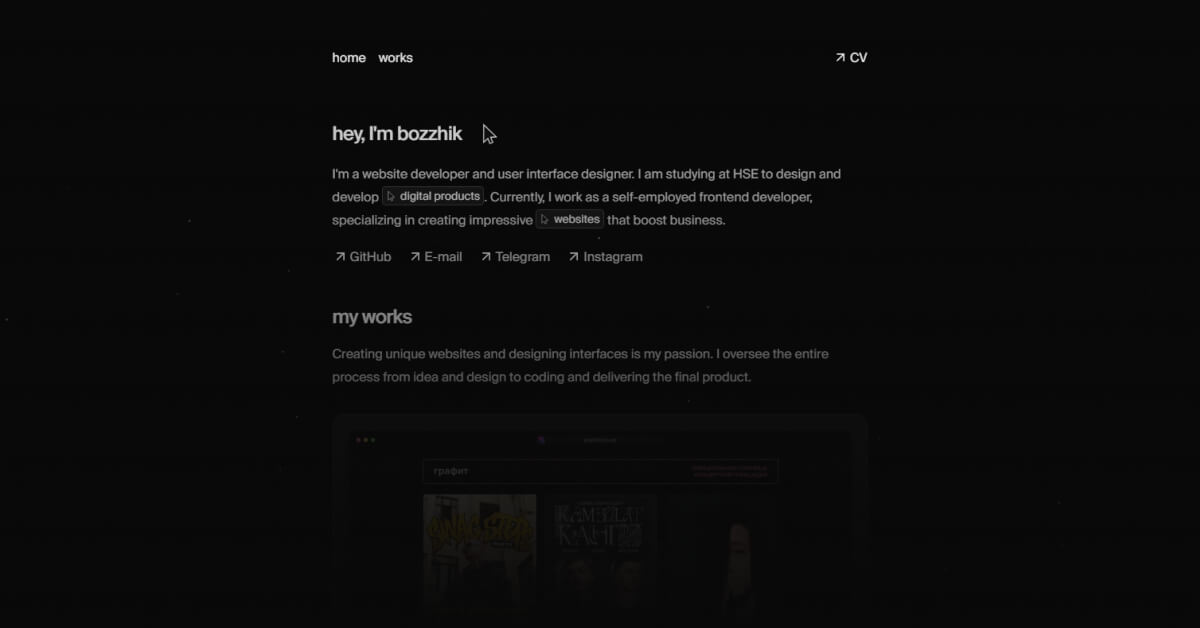 home works
CV
hey, I'm bozzhik
I'm a website developer and user interface designer. I am studying at HSE to design and
develop digital products. Currently, I work as a self-employed frontend developer,
specializing in creating impressive websites that boost business.
GitHub E-mail Telegram Instagram
my works
Creating unique websites and designing interfaces is my passion. I oversee the entire
process from idea and design to coding and delivering the final product.
графит